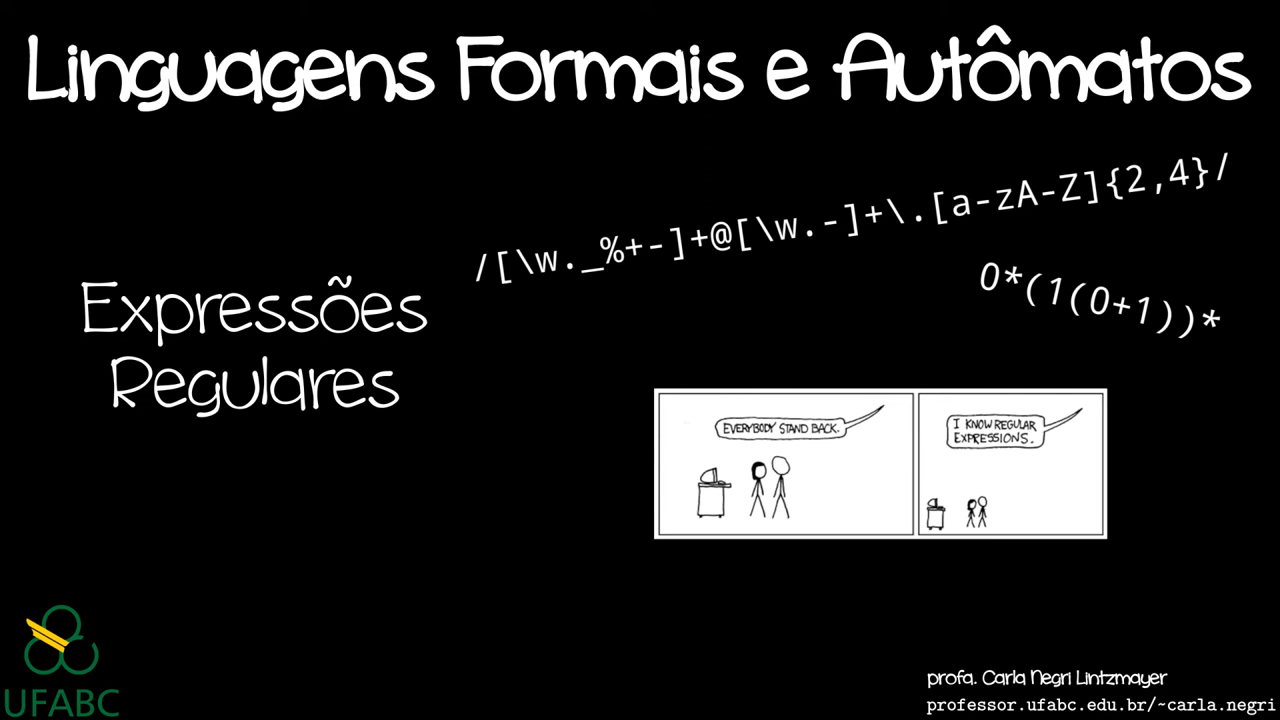 Linguagens Formais e Autômatos
/[\w._%+-]+@[\w.-]+\.[a-zA-Z]{2,4}/
0*(1(0+1))*
Expressões
Regulares
EVERYBODY STAND BACK.
I KNOW REGULAR
EXPRESSIONS.
UFABC
profa. Carla Negri Lintzmayer
professor.ufabc.edu.br/~carla.negri